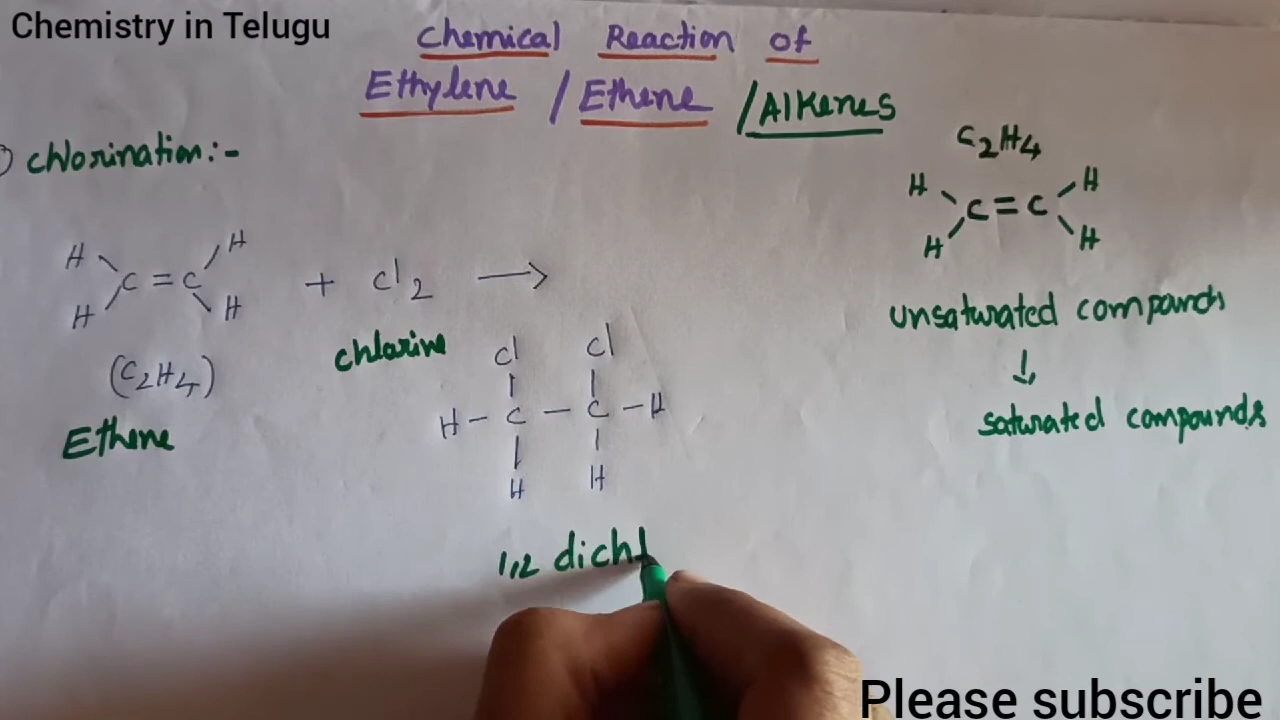 Chemistry in Telugu
Chemical Reaction of
Ethylene / Ethene / Alkenes
Chlorination:-
C2H4
H H
C = C
H H
H H
C = C + Cl2 →
H H
(C2H4)
Ethene
chlorine
Cl Cl
H - C - C - H
H H
unsaturated compounds
↓
saturated compounds
1,2 dichl
Please subscribe